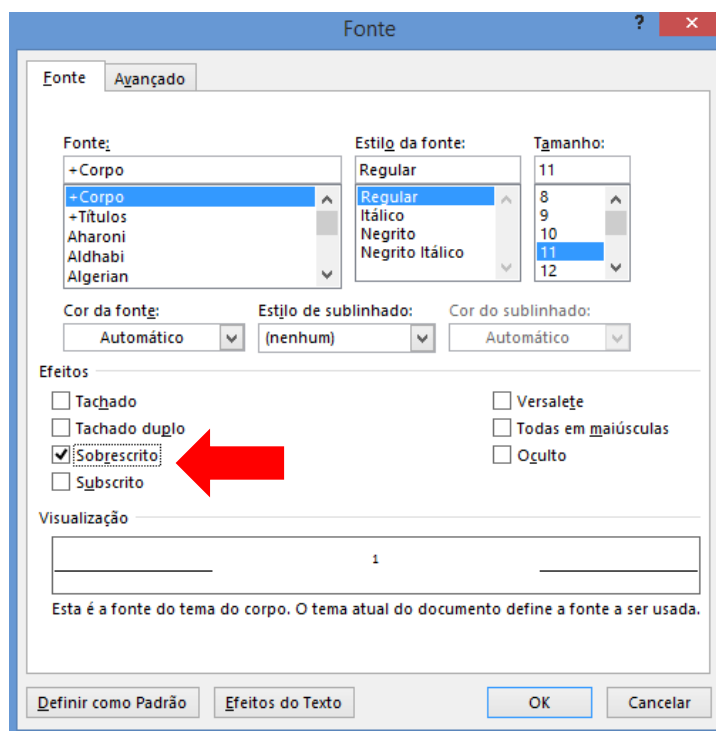 Fonte
?
×
Fonte Avançado
Fonte: Estilo da fonte: Tamanho:
+Corpo Regular 11
+Corpo Regular 8
+Títulos Itálico 9
Aharoni Negrito 10
Aldhabi Negrito Itálico 11
Algerian 12
Cor da fonte: Estilo de sublinhado: Cor do sublinhado:
Automático (nenhum) Automático
Efeitos
Tachado Versalete
Tachado duplo Todas em maiúsculas
Sobrescrito Oculto
Subscrito
Visualização
1
Esta é a fonte do tema do corpo. O tema atual do documento define a fonte a ser usada.
Definir como Padrão Efeitos do Texto OK Cancelar